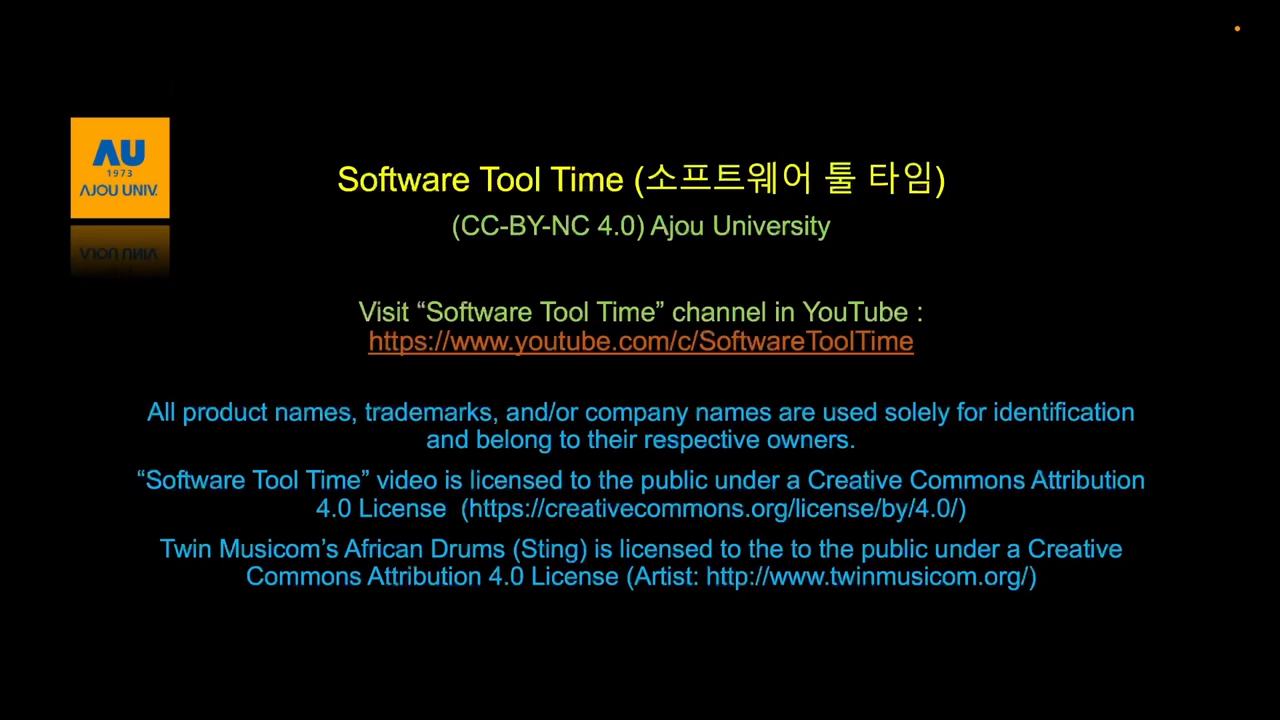 AU
1973
AJOU UNIV.
Software Tool Time (소프트웨어 툴 타임)
(CC-BY-NC 4.0) Ajou University
Visit “Software Tool Time” channel in YouTube :
https://www.youtube.com/c/SoftwareToolTime
All product names, trademarks, and/or company names are used solely for identification
and belong to their respective owners.
“Software Tool Time” video is licensed to the public under a Creative Commons Attribution
4.0 License (https://creativecommons.org/license/by/4.0/)
Twin Musicom’s African Drums (Sting) is licensed to the to the public under a Creative
Commons Attribution 4.0 License (Artist: http://www.twinmusicom.org/)